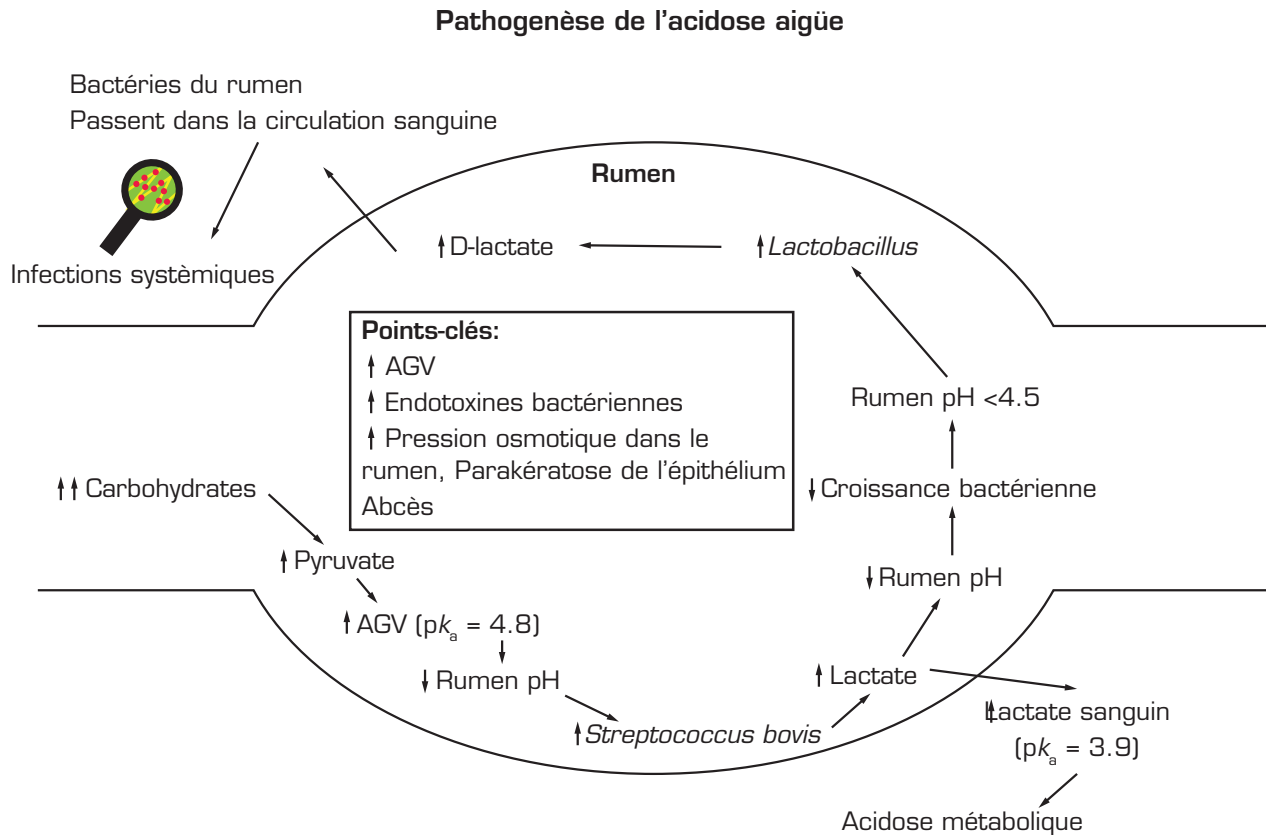 Pathogenèse de l'acidose aigüe
Bactéries du rumen
Passent dans la circulation sanguine
Infections systèmiques
Rumen
↑ D-lactate
↑ Lactobacillus
Points-clés:
↑ AGV
↑ Endotoxines bactériennes
↑ Pression osmotique dans le
rumen, Parakératose de l'épithélium
Abcès
Rumen pH <4.5
↓ Croissance bactérienne
↓ Rumen pH
↑↑ Carbohydrates
↑ Pyruvate
↑ AGV (pkₐ = 4.8)
↓ Rumen pH
↑ Streptococcus bovis
↑ Lactate
↑ Lactate sanguin
(pkₐ = 3.9)
Acidose métabolique